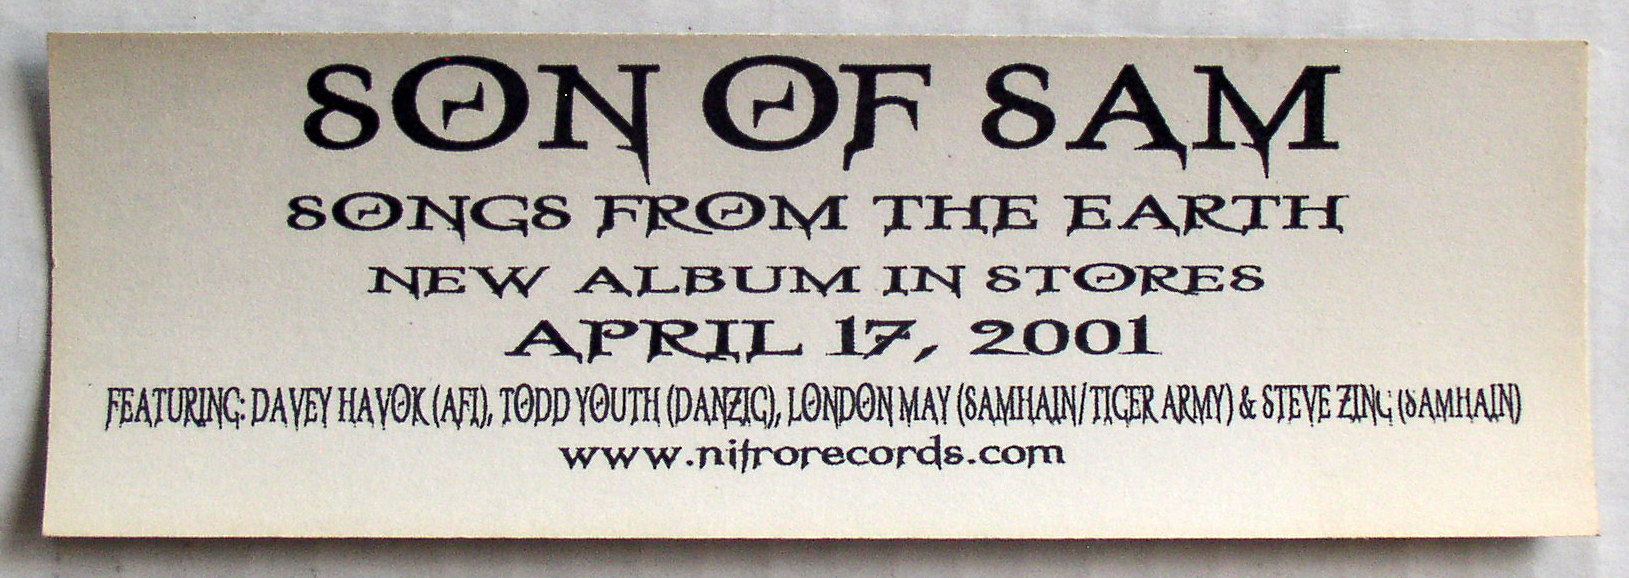 SON OF SAM
SONGS FROM THE EARTH
NEW ALBUM IN STORES
APRIL 17, 2001
FEATURING: DAVEY HAVOK (AFI), TODD YOUTH (DANZIG), LONDON MAY (SAMHAIN/TIGER ARMY) & STEVE ZING (SAMHAIN)
www.nitrorecords.com